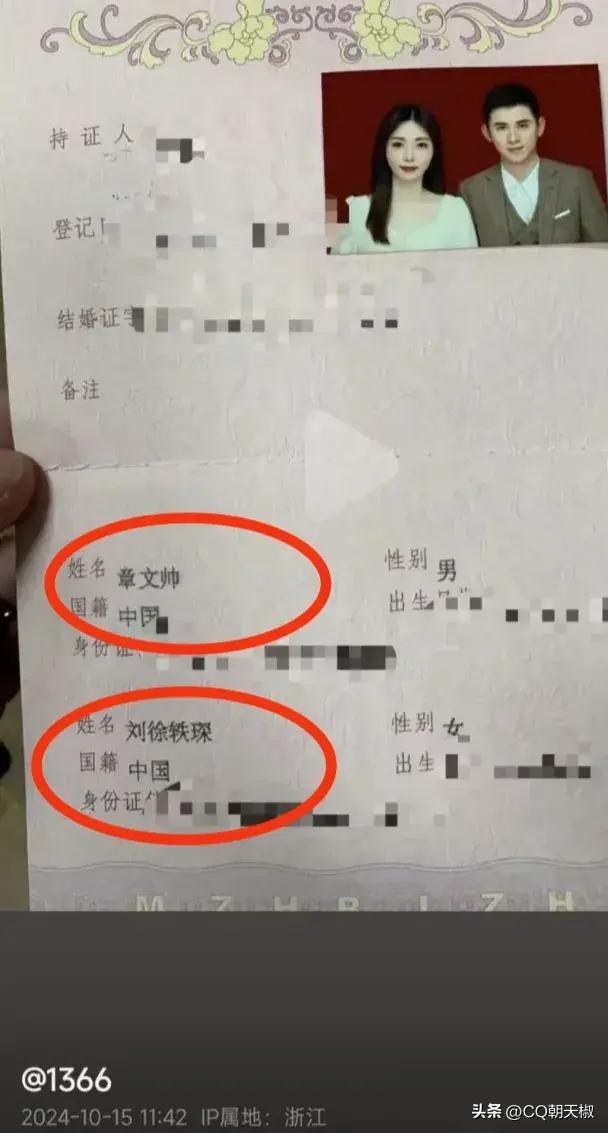 持证人
登记
结婚证字
备注
姓名 章文帅 性别 男
国籍 中国 出生
身份证
姓名 刘徐轶琛 性别 女
国籍 中国 出生
身份证
M Z H B J Z H
@1366
2024-10-15 11:42 IP属地：浙江
头条 @CQ朝天椒